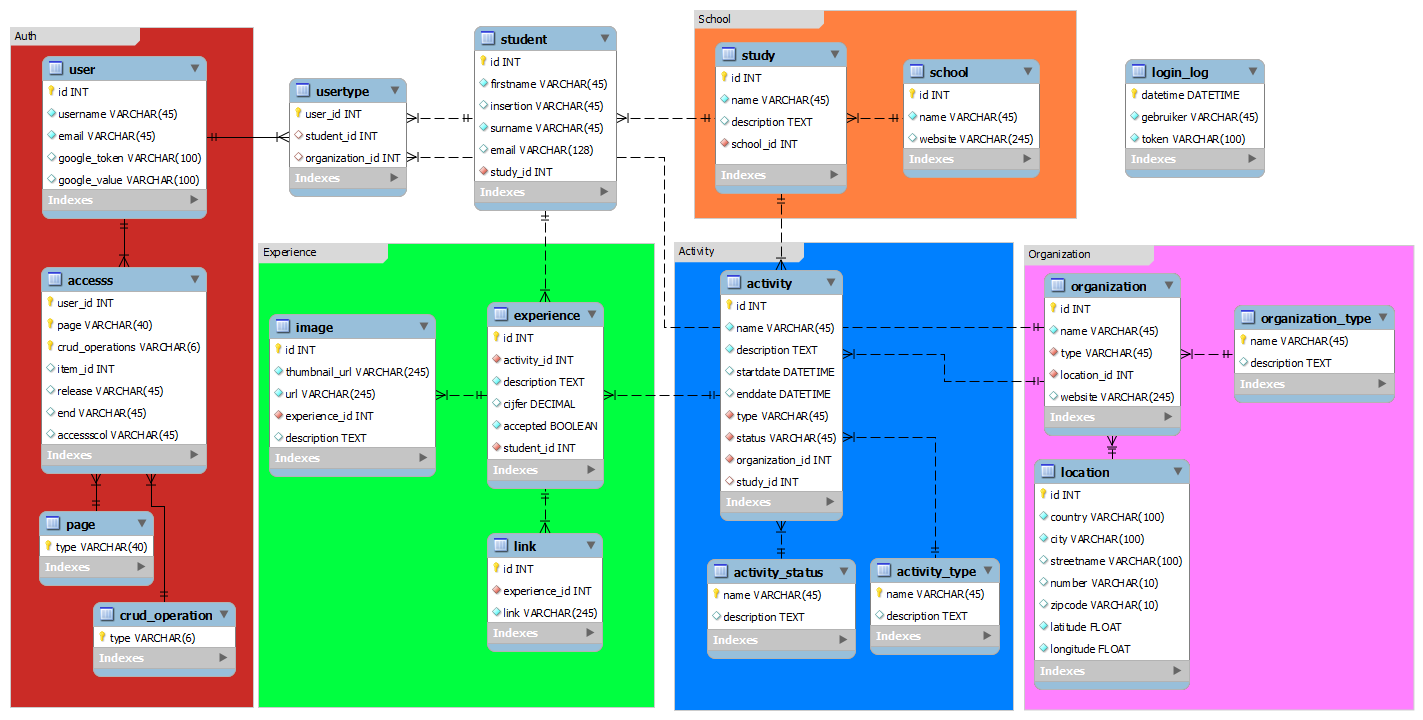 Auth
user
id INT
username VARCHAR(45)
email VARCHAR(45)
google_token VARCHAR(100)
google_value VARCHAR(100)
Indexes
accesss
user_id INT
page VARCHAR(40)
crud_operations VARCHAR(6)
item_id INT
release VARCHAR(45)
end VARCHAR(45)
accessscol VARCHAR(45)
Indexes
page
type VARCHAR(40)
Indexes
crud_operation
type VARCHAR(6)
Indexes
usertype
user_id INT
student_id INT
organization_id INT
Indexes
student
id INT
firstname VARCHAR(45)
insertion VARCHAR(45)
surname VARCHAR(45)
email VARCHAR(128)
study_id INT
Indexes
School
study
id INT
name VARCHAR(45)
description TEXT
school_id INT
Indexes
school
id INT
name VARCHAR(45)
website VARCHAR(245)
Indexes
login_log
datetime DATETIME
gebruiker VARCHAR(45)
token VARCHAR(100)
Indexes
Experience
image
id INT
thumbnail_url VARCHAR(245)
url VARCHAR(245)
experience_id INT
description TEXT
Indexes
experience
id INT
activity_id INT
description TEXT
cijfer DECIMAL
accepted BOOLEAN
student_id INT
Indexes
link
id INT
experience_id INT
link VARCHAR(245)
Indexes
Activity
activity
id INT
name VARCHAR(45)
description TEXT
startdate DATETIME
enddate DATETIME
type VARCHAR(45)
status VARCHAR(45)
organization_id INT
study_id INT
Indexes
activity_status
name VARCHAR(45)
description TEXT
Indexes
activity_type
name VARCHAR(45)
description TEXT
Indexes
Organization
organization
id INT
name VARCHAR(45)
type VARCHAR(45)
location_id INT
website VARCHAR(245)
Indexes
organization_type
name VARCHAR(45)
description TEXT
Indexes
location
id INT
country VARCHAR(100)
city VARCHAR(100)
streetname VARCHAR(100)
number VARCHAR(10)
zipcode VARCHAR(10)
latitude FLOAT
longitude FLOAT
Indexes